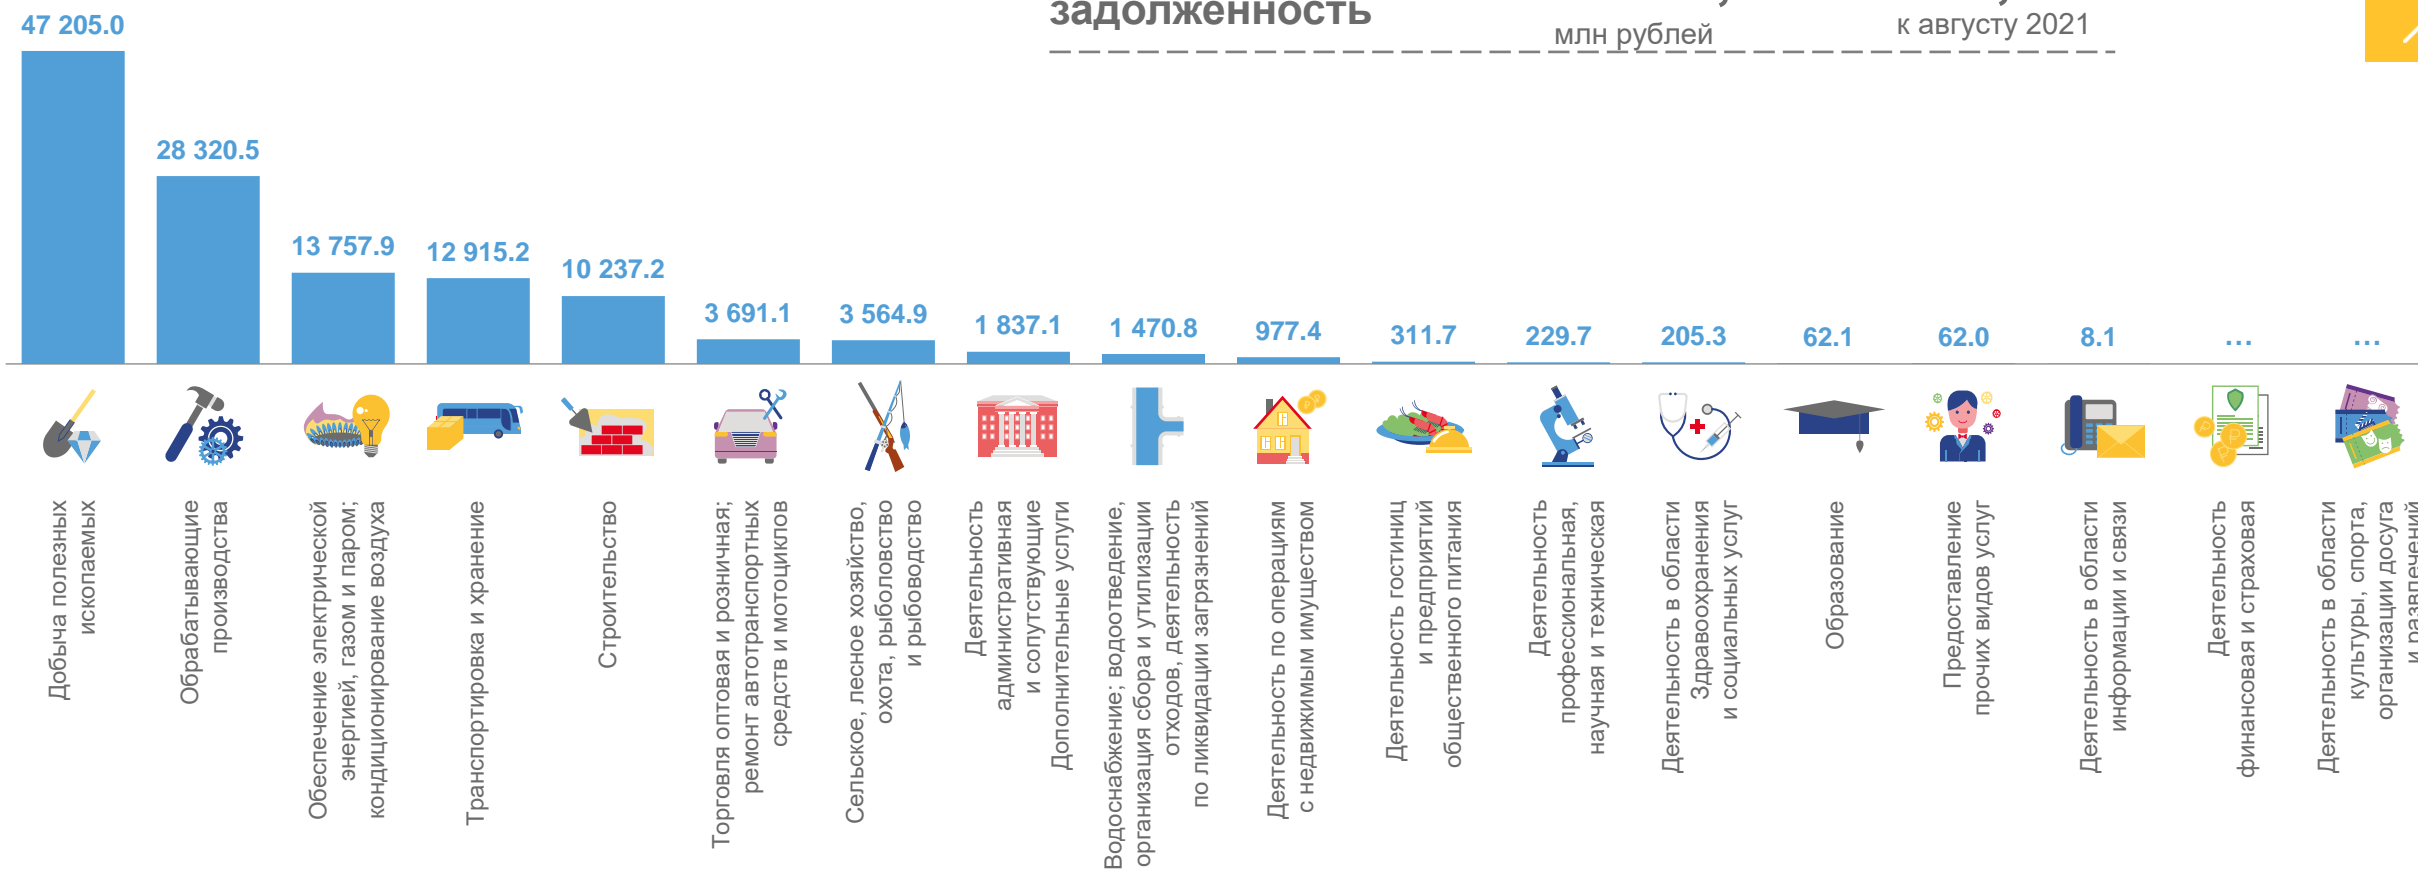 задолженность
млн рублей
к августу 2021
47 205.0
28 320.5
13 757.9
12 915.2
10 237.2
3 691.1
3 564.9
1 837.1
1 470.8
977.4
311.7
229.7
205.3
62.1
62.0
8.1
...
...
Добыча полезных
ископаемых
Обрабатывающие
производства
Обеспечение электрической
энергией, газом и паром;
кондиционирование воздуха
Транспортировка и хранение
Строительство
Торговля оптовая и розничная;
ремонт автотранспортных
средств и мотоциклов
Сельское, лесное хозяйство,
охота, рыболовство
и рыбоводство
Деятельность
административная
и сопутствующие
Дополнительные услуги
Водоснабжение; водоотведение,
организация сбора и утилизации
отходов, деятельность
по ликвидации загрязнений
Деятельность по операциям
с недвижимым имуществом
Деятельность гостиниц
и предприятий
общественного питания
Деятельность
профессиональная,
научная и техническая
Деятельность в области
Здравоохранения
и социальных услуг
Образование
Предоставление
прочих видов услуг
Деятельность в области
информации и связи
Деятельность
финансовая и страховая
Деятельность в области
культуры, спорта,
организации досуга
и развлечений